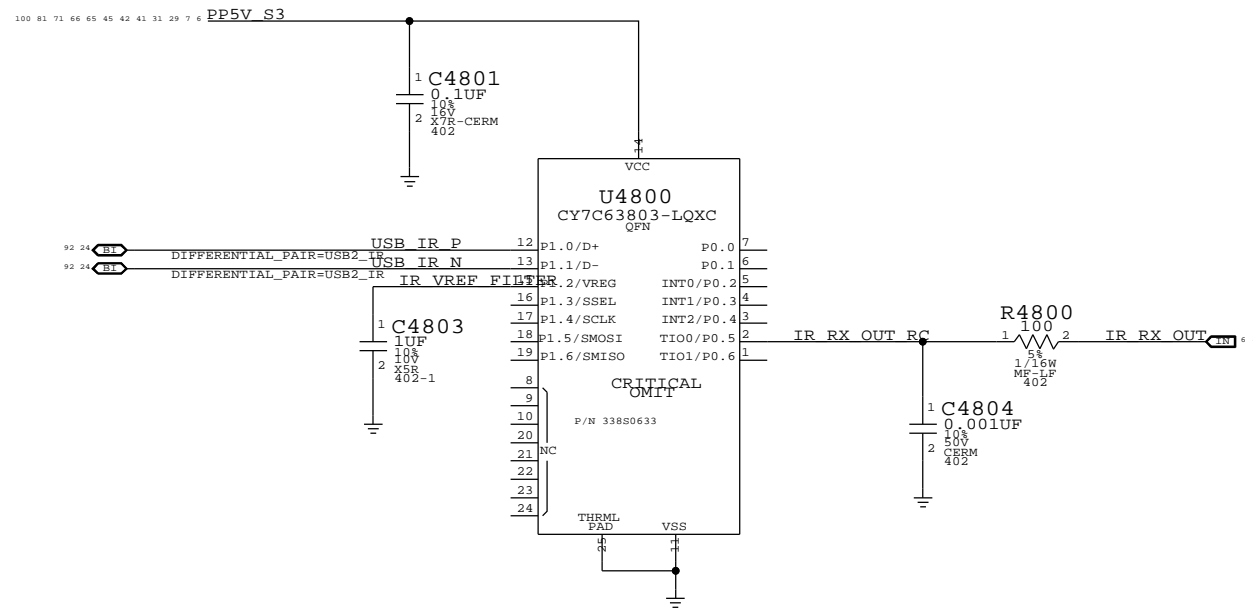 100 81 71 66 65 45 42 41 31 29 7 6 PP5V_S3
1 C4801
0.1UF
10%
16V
X7R-CERM
2
402
14
VCC
U4800
CY7C63803-LQXC
QFN
92 24 BI USB_IR_P 12 P1.0/D+ P0.0 7
DIFFERENTIAL_PAIR=USB2_IR
92 24 BI USB_IR_N 13 P1.1/D- P0.1 6
DIFFERENTIAL_PAIR=USB2_IR
IR_VREF_FILTER 15 P1.2/VREG INT0/P0.2 5
16 P1.3/SSEL INT1/P0.3 4
17 P1.4/SCLK INT2/P0.4 3
18 P1.5/SMOSI TIO0/P0.5 2 IR_RX_OUT_RC
19 P1.6/SMISO TIO1/P0.6 1
1 C4803
1UF
10%
10V
2 X5R
402-1
R4800
100
1 2 IR_RX_OUT IN 6
5%
1/16W
MF-LF
402
8
CRITICAL
OMIT
9
10 P/N 338S0633
20
21 NC
22
23
24
1 C4804
0.001UF
10%
50V
2 CERM
402
THRML
PAD VSS
25 11